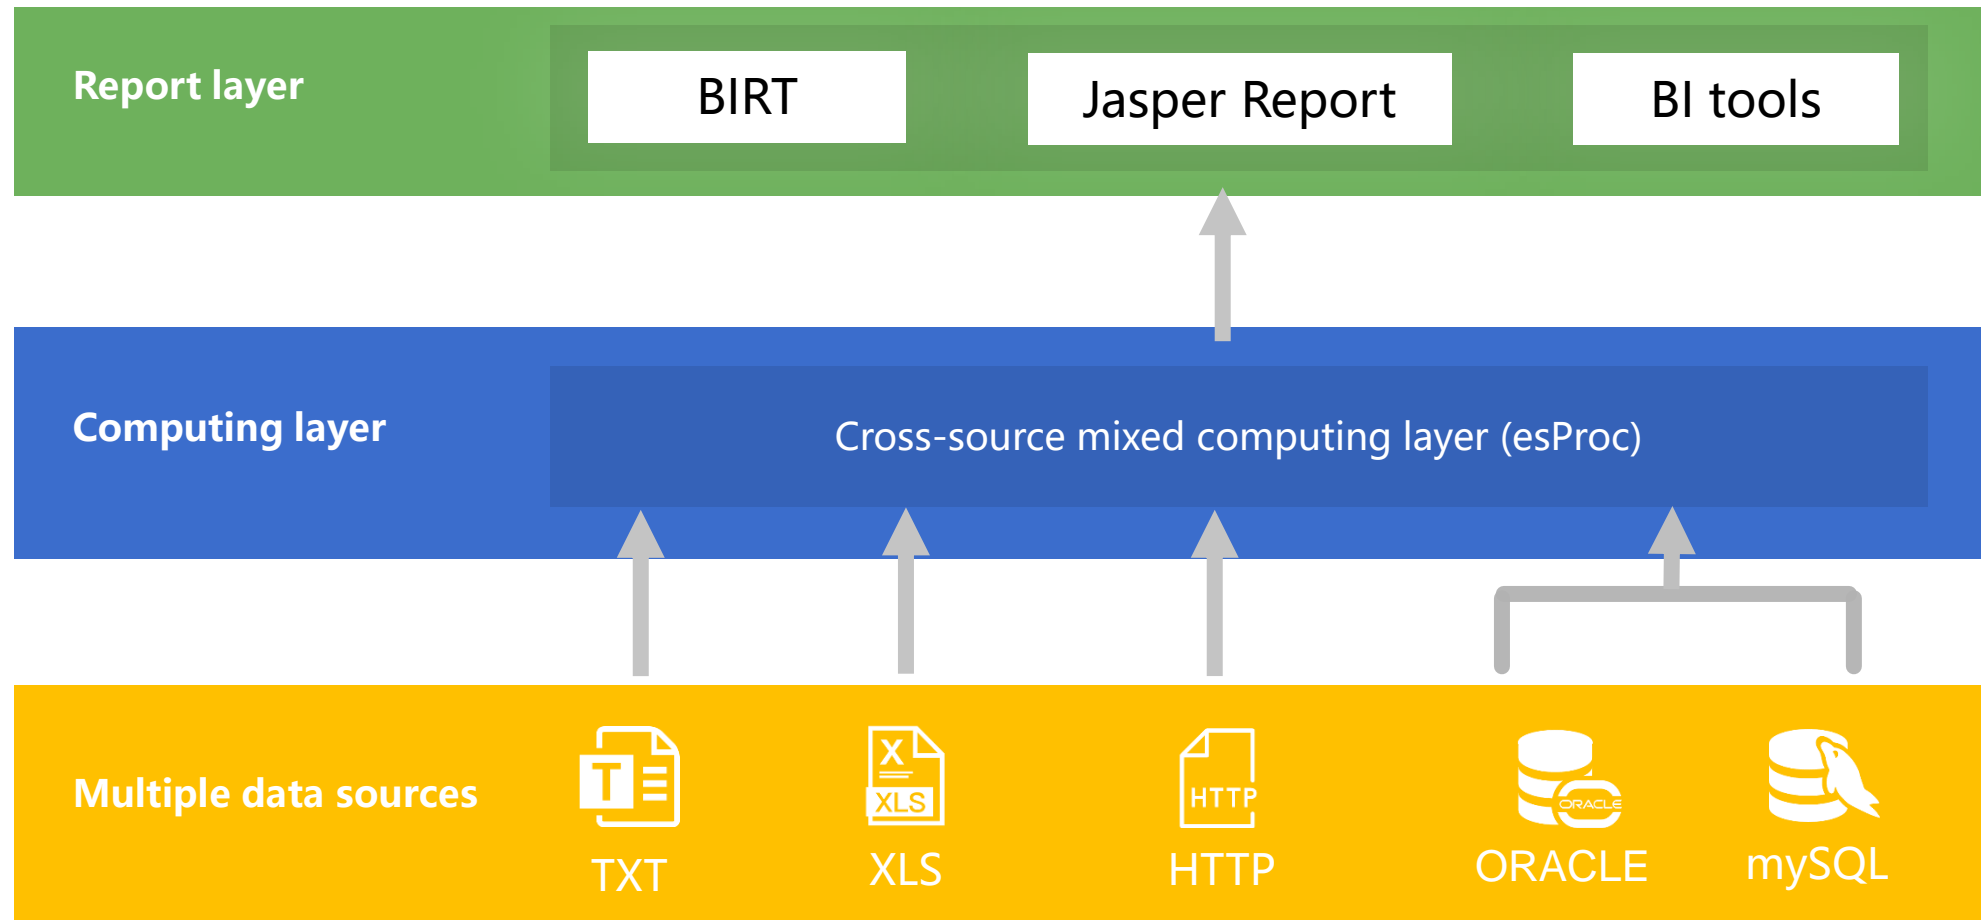 Report layer
BIRT
Jasper Report
BI tools
Computing layer
Cross-source mixed computing layer (esProc)
Multiple data sources
T
X
XLS
HTTP
ORACLE
TXT
XLS
HTTP
ORACLE
mySQL